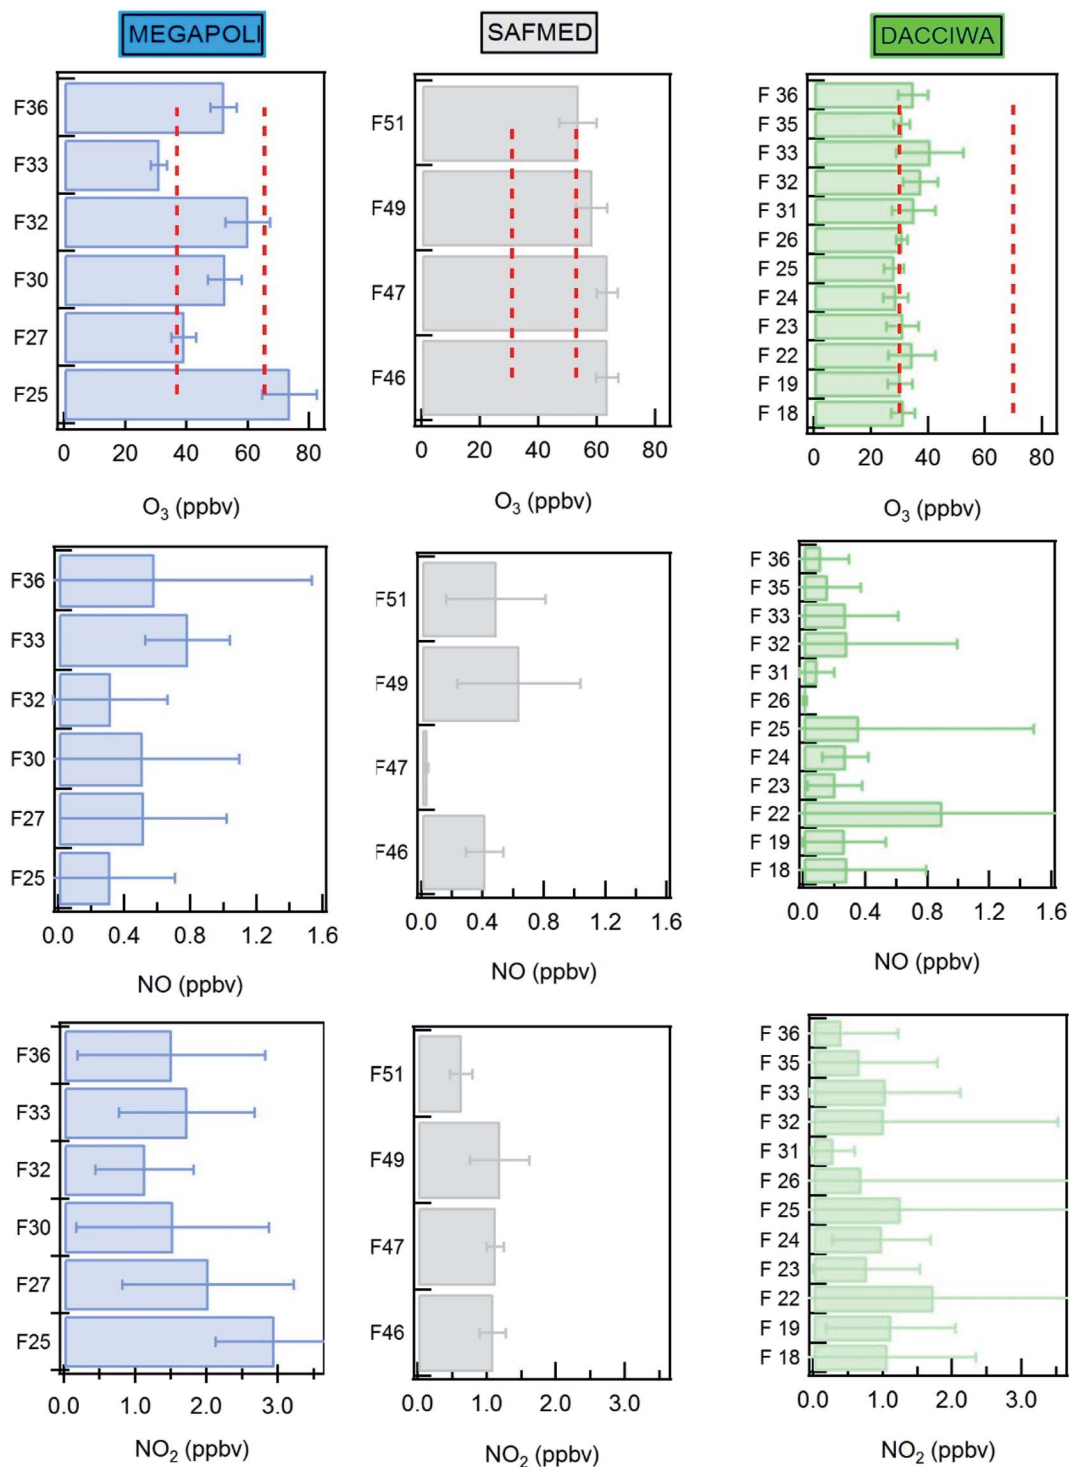 MEGAPOLI
SAFMED
DACCIWA
F36
F33
F32
F30
F27
F25
0 20 40 60 80
O3 (ppbv)
F51
F49
F47
F46
0 20 40 60 80
O3 (ppbv)
F 36
F 35
F 33
F 32
F 31
F 26
F 25
F 24
F 23
F 22
F 19
F 18
0 20 40 60 80
O3 (ppbv)
F36
F33
F32
F30
F27
F25
0.0 0.4 0.8 1.2 1.6
NO (ppbv)
F51
F49
F47
F46
0.0 0.4 0.8 1.2 1.6
NO (ppbv)
F 36
F 35
F 33
F 32
F 31
F 26
F 25
F 24
F 23
F 22
F 19
F 18
0.0 0.4 0.8 1.2 1.6
NO (ppbv)
F36
F33
F32
F30
F27
F25
0.0 1.0 2.0 3.0
NO2 (ppbv)
F51
F49
F47
F46
0.0 1.0 2.0 3.0
NO2 (ppbv)
F 36
F 35
F 33
F 32
F 31
F 26
F 25
F 24
F 23
F 22
F 19
F 18
0.0 1.0 2.0 3.0
NO2 (ppbv)